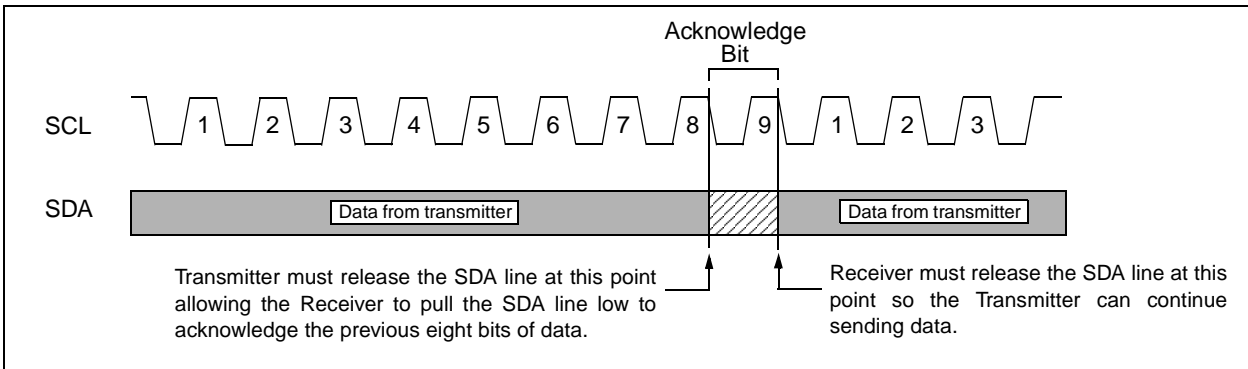 Acknowledge
Bit
SCL
1 2 3 4 5 6 7 8 9 1 2 3
SDA
Data from transmitter
Data from transmitter
Transmitter must release the SDA line at this point
allowing the Receiver to pull the SDA line low to
acknowledge the previous eight bits of data.
Receiver must release the SDA line at this
point so the Transmitter can continue
sending data.